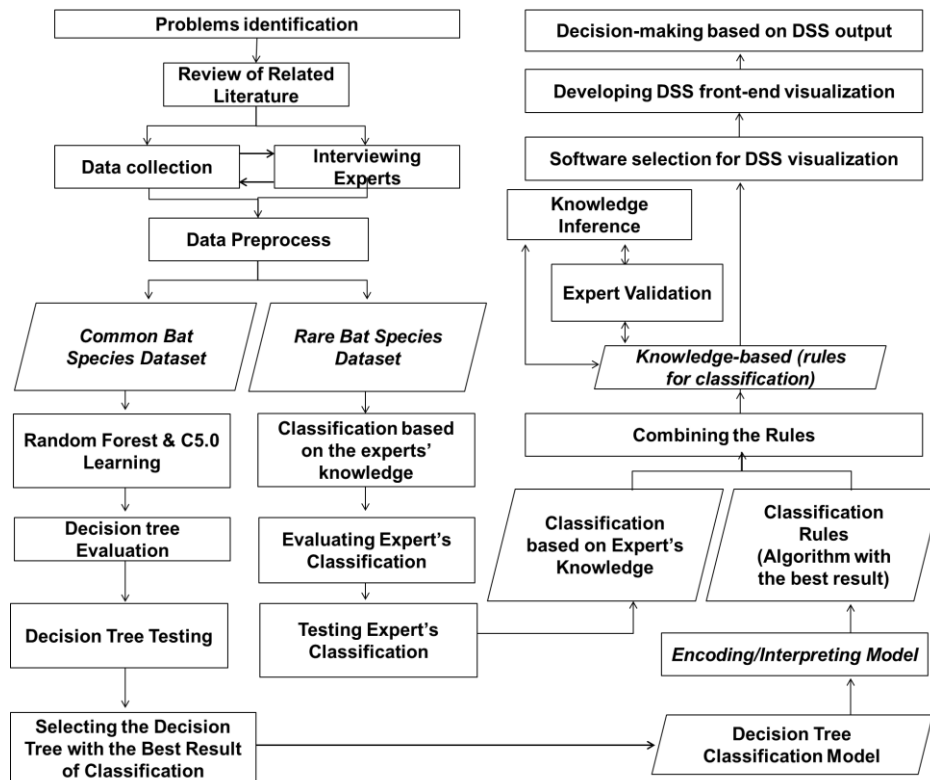 Problems identification
Review of Related
Literature
Data collection
Interviewing
Experts
Data Preprocess
Common Bat
Species Dataset
Rare Bat Species
Dataset
Random Forest & C5.0
Learning
Classification based
on the experts'
knowledge
Decision tree
Evaluation
Evaluating Expert's
Classification
Decision Tree Testing
Testing Expert's
Classification
Selecting the Decision
Tree with the Best Result
of Classification
Decision-making based on DSS output
Developing DSS front-end visualization
Software selection for DSS visualization
Knowledge
Inference
Expert Validation
Knowledge-based (rules
for classification)
Combining the Rules
Classification
based on Expert's
Knowledge
Classification
Rules
(Algorithm with
the best result)
Encoding/Interpreting Model
Decision Tree
Classification Model